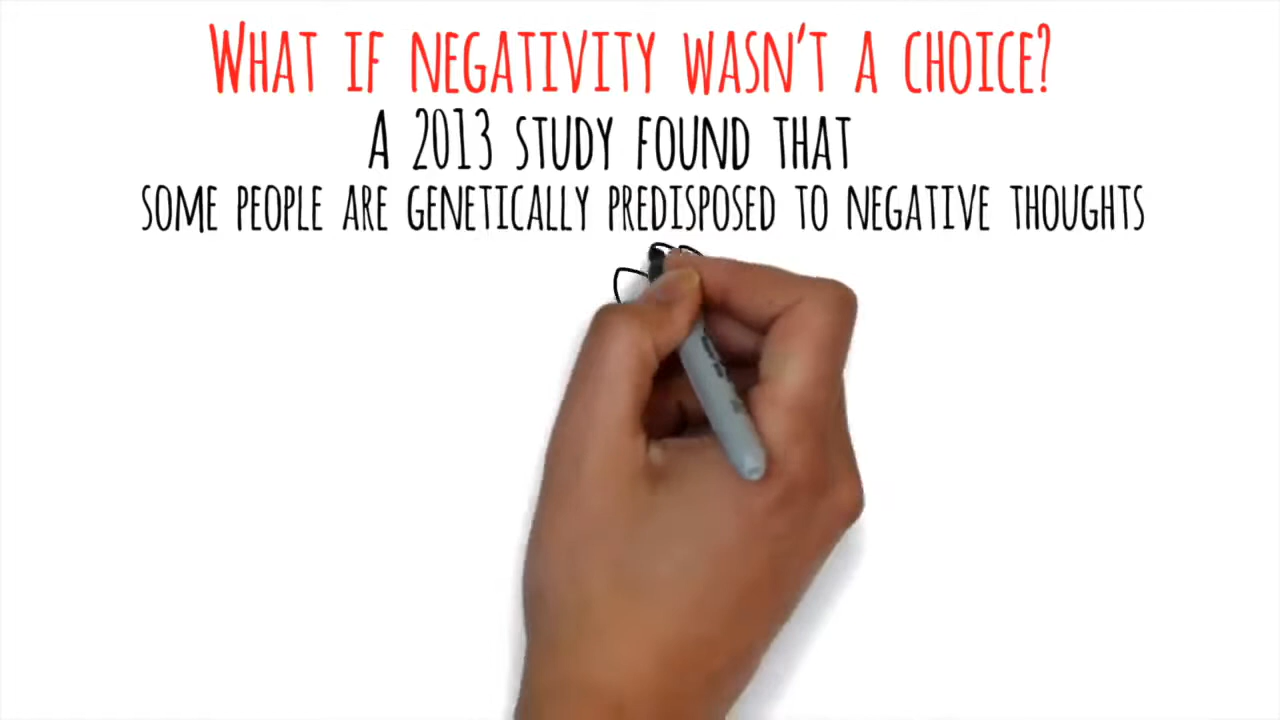 What if negativity wasn't a choice?
A 2013 study found that
some people are genetically predisposed to negative thoughts